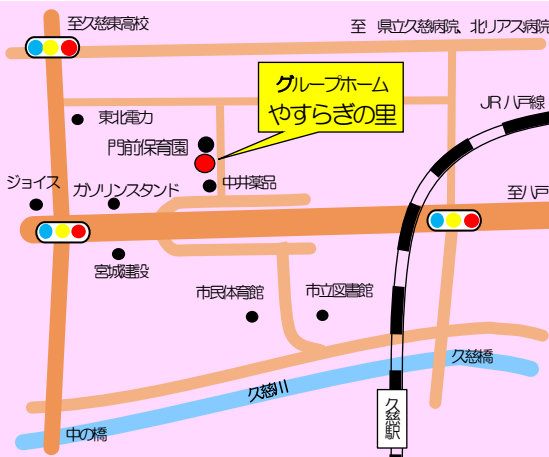 至久慈東高校
至 県立久慈病院、北リアス病院
グループホーム
やすらぎの里
JR八戸線
東北電力
門前保育園
ジョイス
ガソリンスタンド
中井薬品
至八戸
宮城建設
市民体育館
市立図書館
久慈橋
久慈川
久慈駅
中の橋